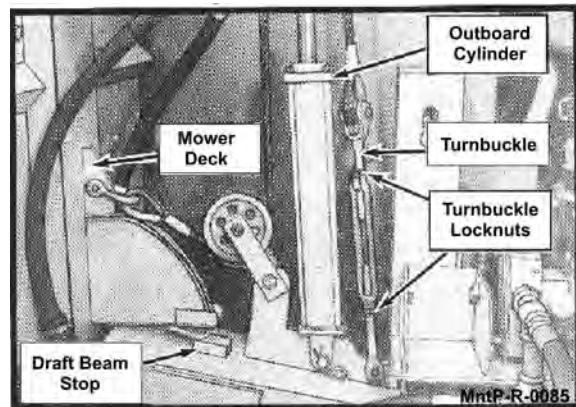 Outboard
Cylinder
Mower
Deck
Turnbuckle
Turnbuckle
Locknuts
Draft Beam
Stop
MntP-R-0085